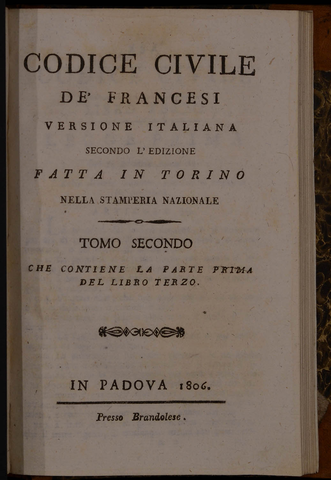 CODICE CIVILE
DE' FRANCESI
VERSIONE ITALIANA
SECONDO L'EDIZIONE
FATTA IN TORINO
NELLA STAMPERIA NAZIONALE
TOMO SECONDO
CHE CONTIENE LA PARTE PRIMA
DEL LIBRO TERZO.
IN PADOVA 1806.
Presso Brandolese.